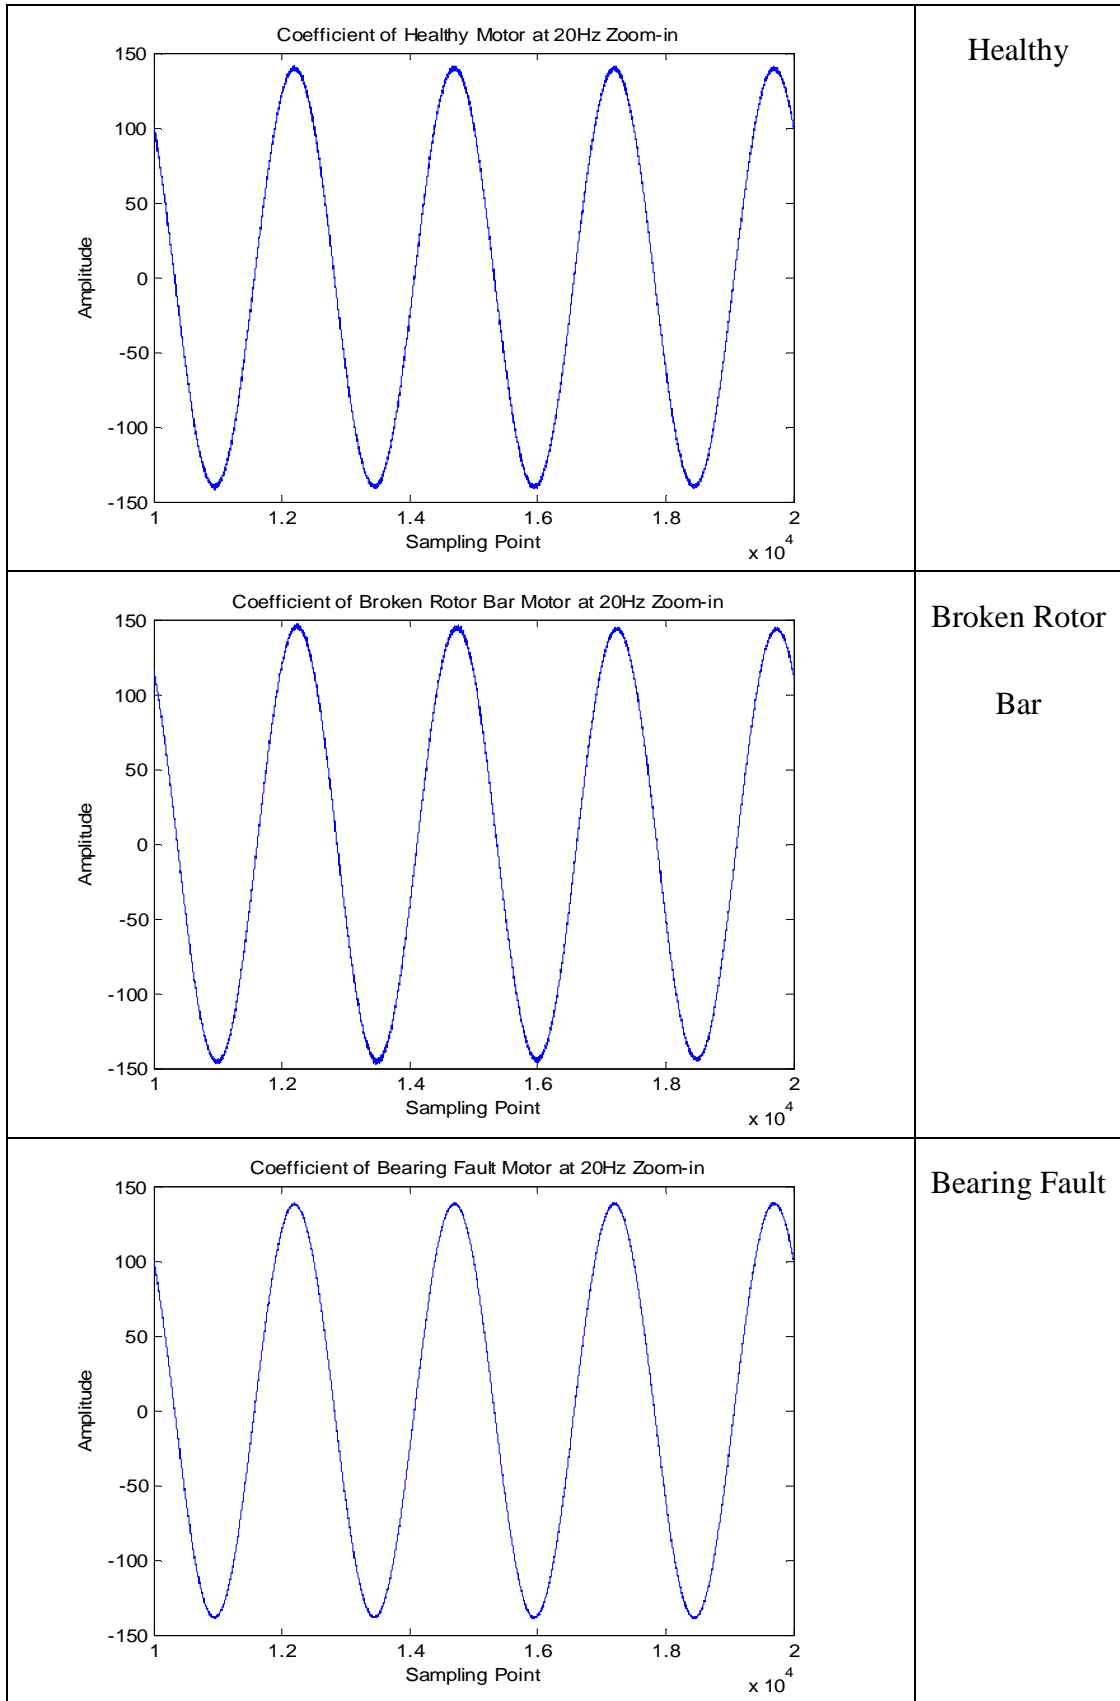 Coefficient of Healthy Motor at 20Hz Zoom-in
150
100
50
0
-50
-100
-150
Amplitude
1 1.2 1.4 1.6 1.8 2
Sampling Point
x 10^4
Healthy
Coefficient of Broken Rotor Bar Motor at 20Hz Zoom-in
150
100
50
0
-50
-100
-150
Amplitude
1 1.2 1.4 1.6 1.8 2
Sampling Point
x 10^4
Broken Rotor
Bar
Coefficient of Bearing Fault Motor at 20Hz Zoom-in
150
100
50
0
-50
-100
-150
Amplitude
1 1.2 1.4 1.6 1.8 2
Sampling Point
x 10^4
Bearing Fault